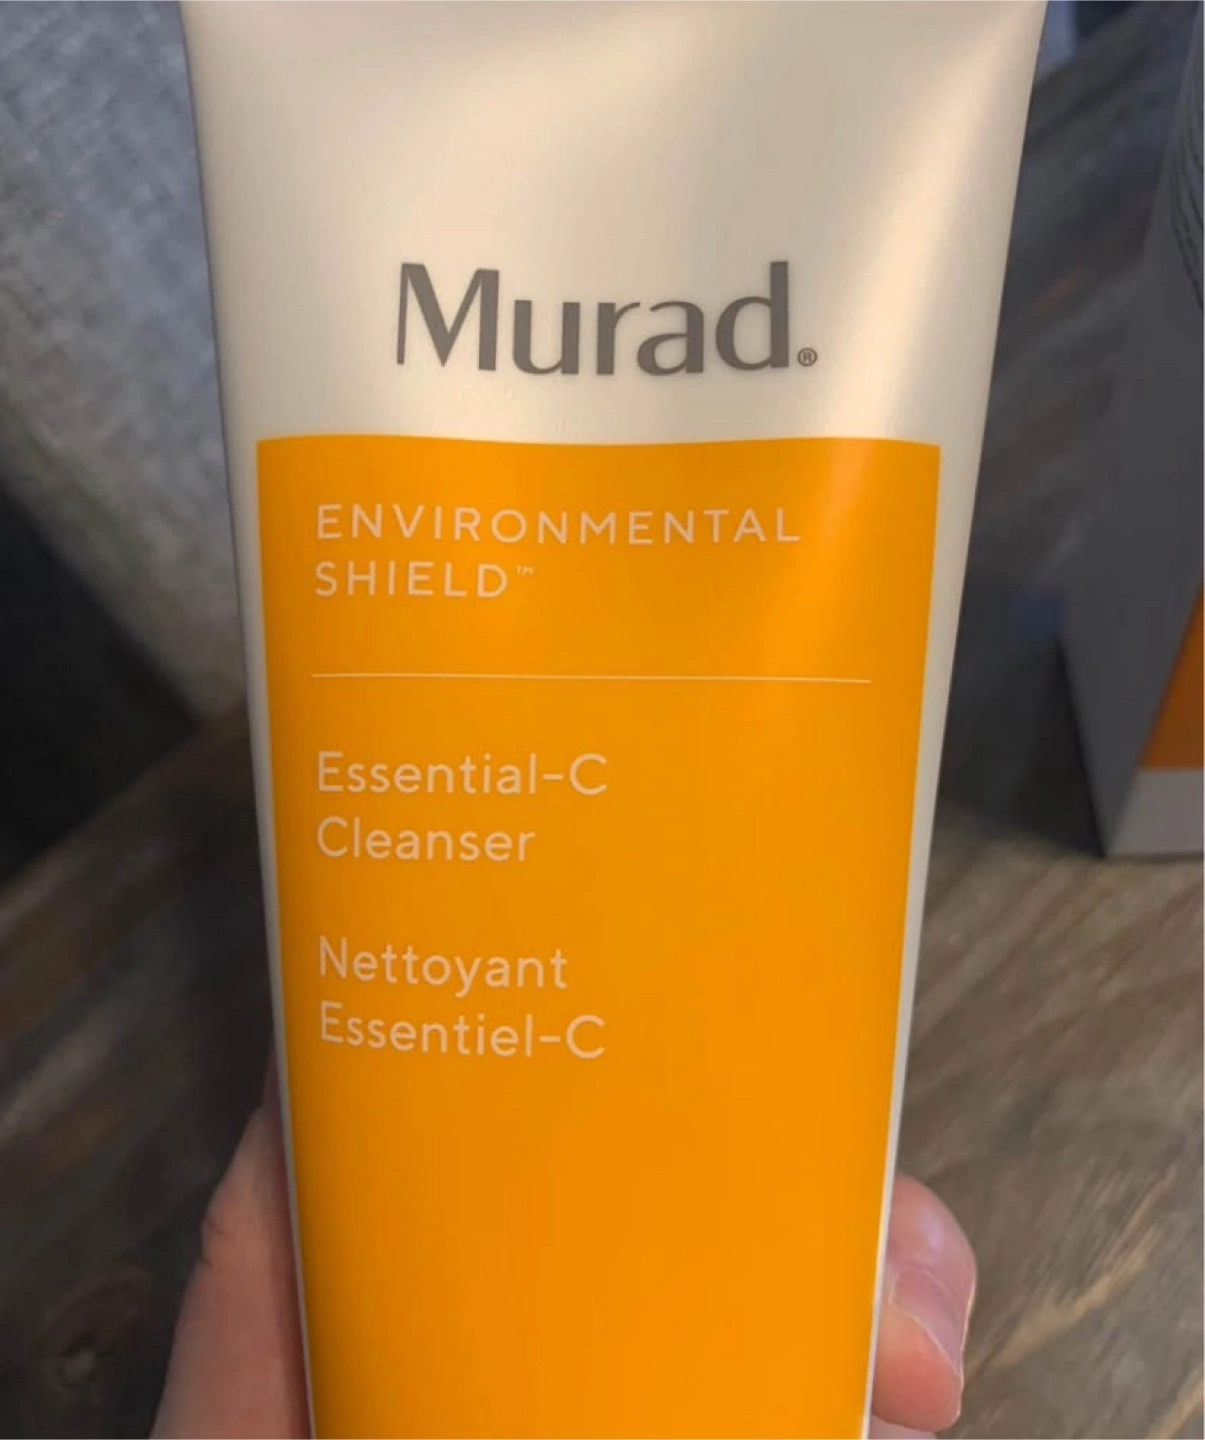 Murad®
ENVIRONMENTAL
SHIELD™
Essential-C
Cleanser
Nettoyant
Essentiel-C